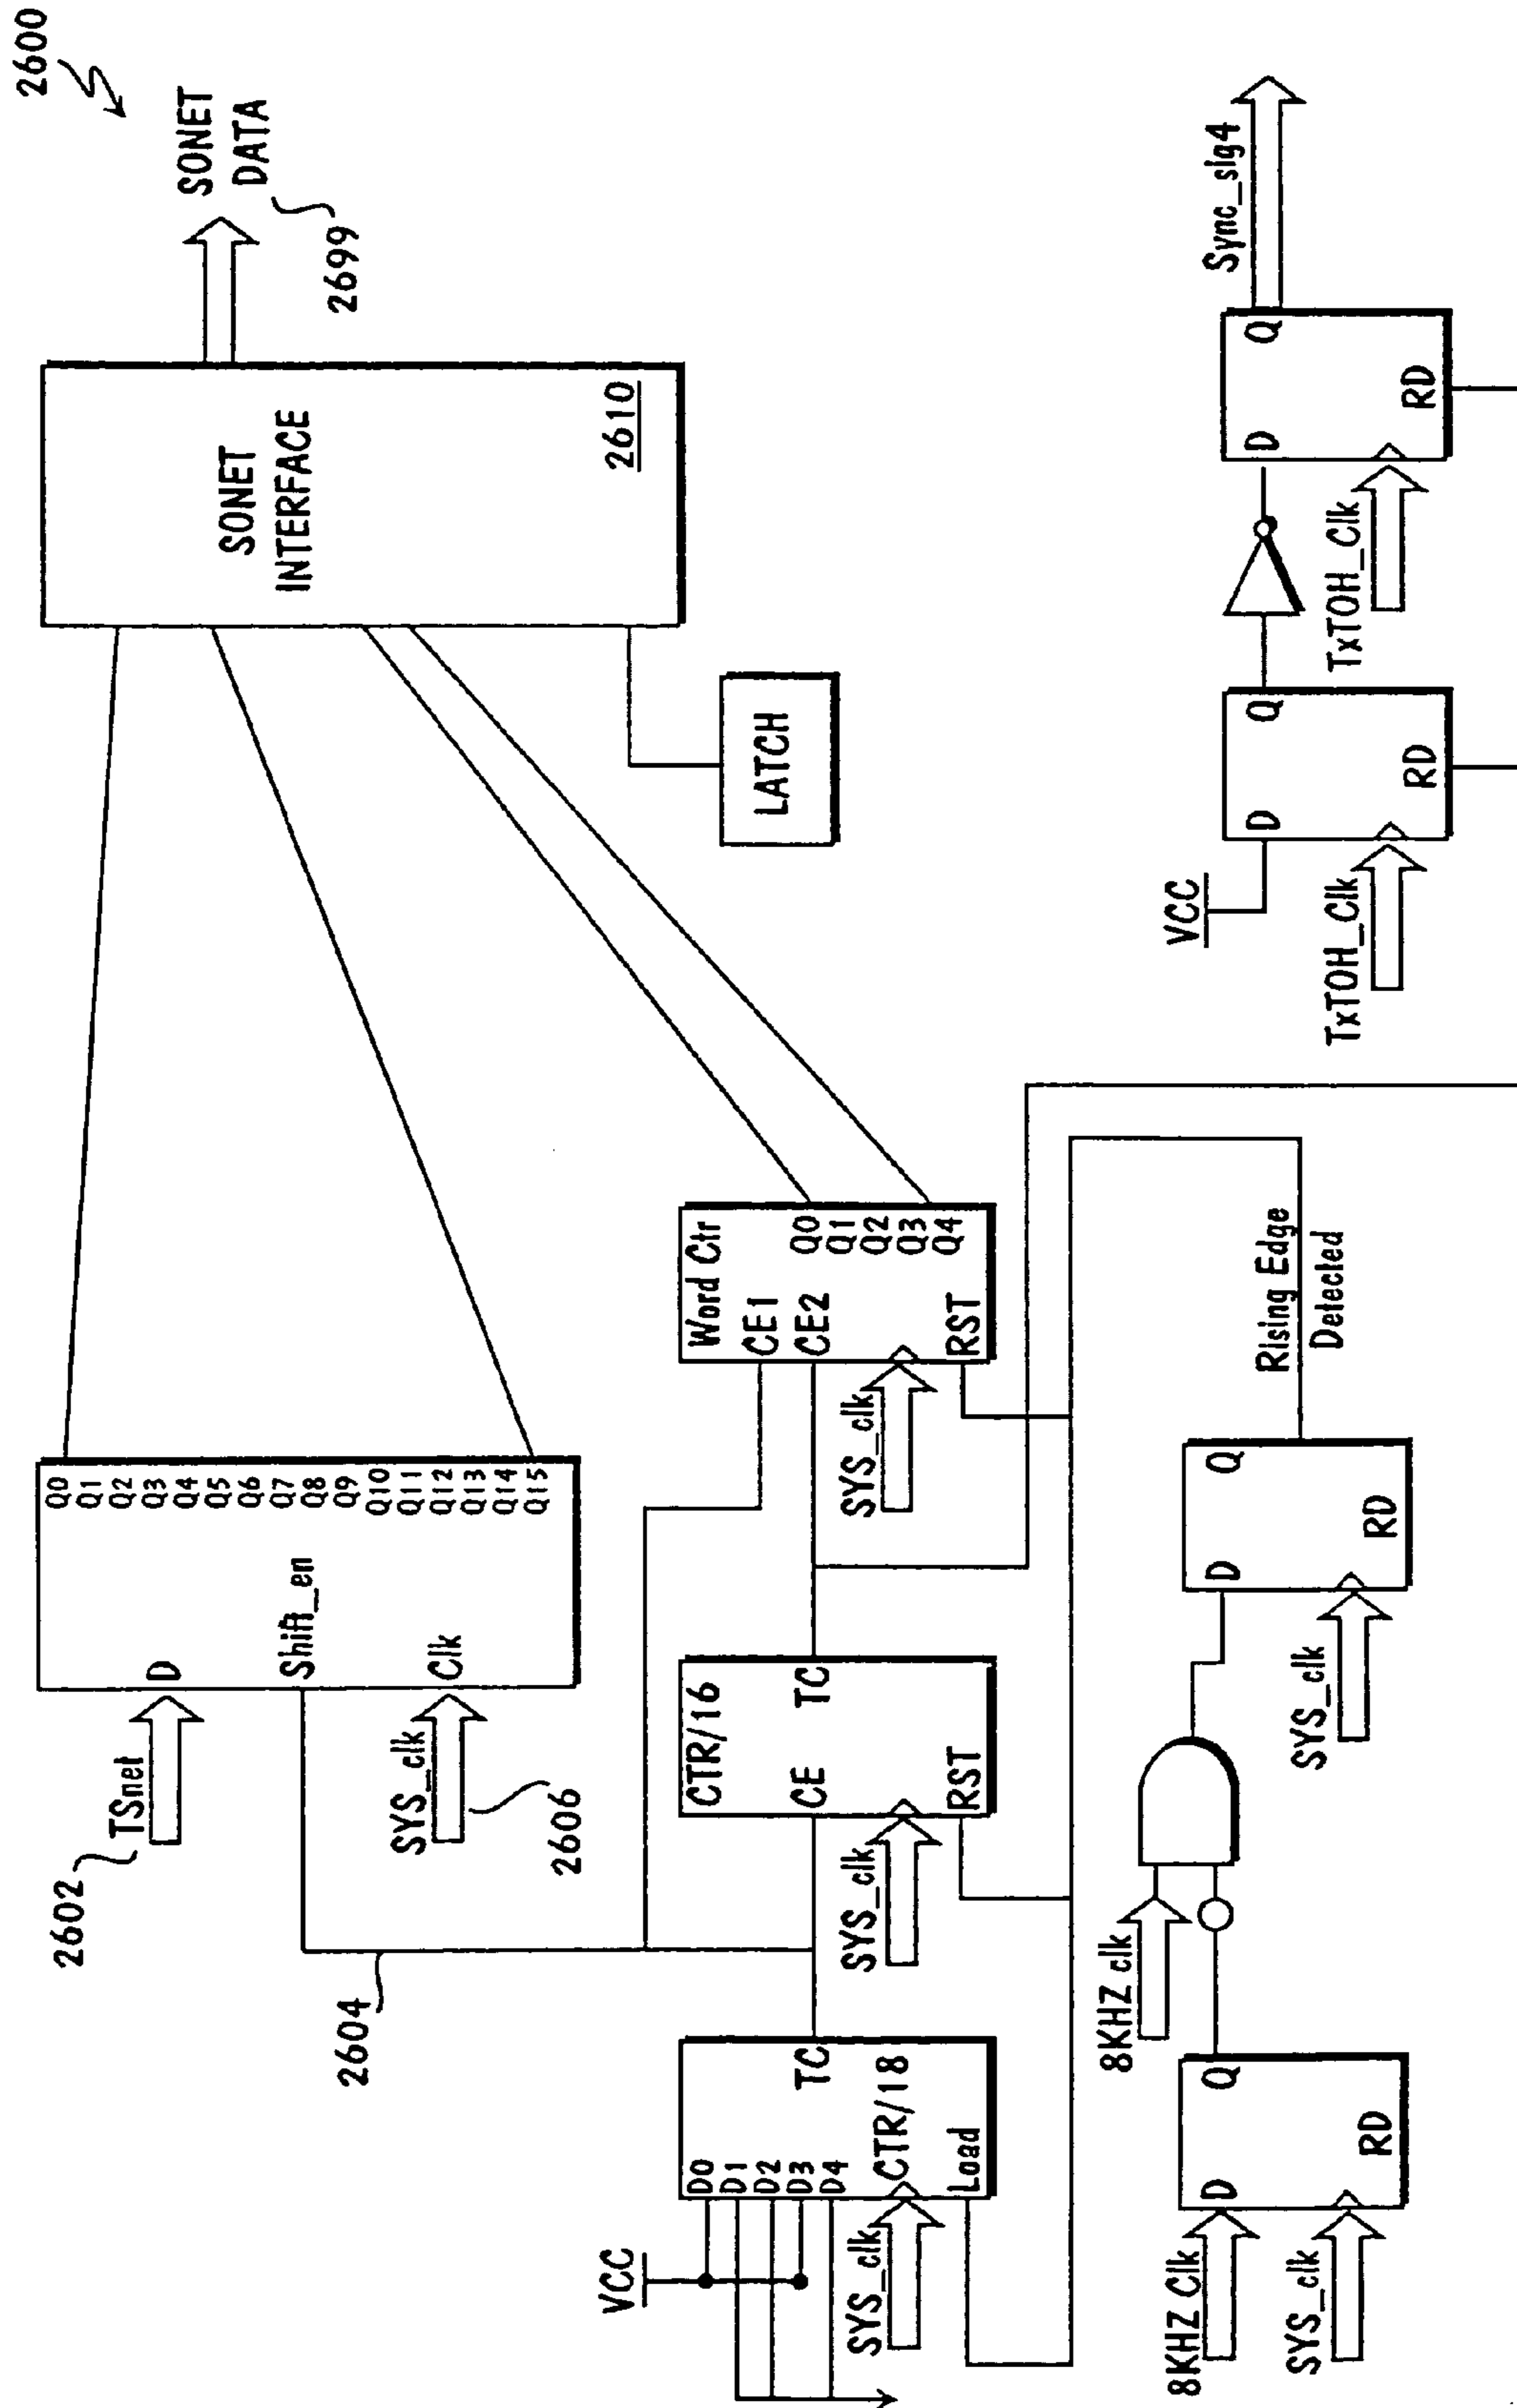 2600
2602
TSnet
D
Shift_en
SYS_clk
Clk
2606
2604
Q0
Q1
Q2
Q3
Q4
Q5
Q6
Q7
Q8
Q9
Q10
Q11
Q12
Q13
Q14
Q15
SONET
INTERFACE
2610
SONET
DATA
2699
LATCH
VCC
D0
D1
D2
D3
D4
TC
CTR/18
SYS_clk
Load
CTR/16
CE
TC
SYS_clk
RST
Word Ctr
CE1
CE2
Q0
Q1
Q2
Q3
Q4
SYS_clk
RST
8KHZ Clk
D
Q
SYS_clk
RD
8KHZ clk
D
Q
SYS_clk
RD
Rising Edge
Detected
VCC
D
Q
TxTOH_Clk
RD
D
Q
TxTOH_Clk
RD
Sync_sig4